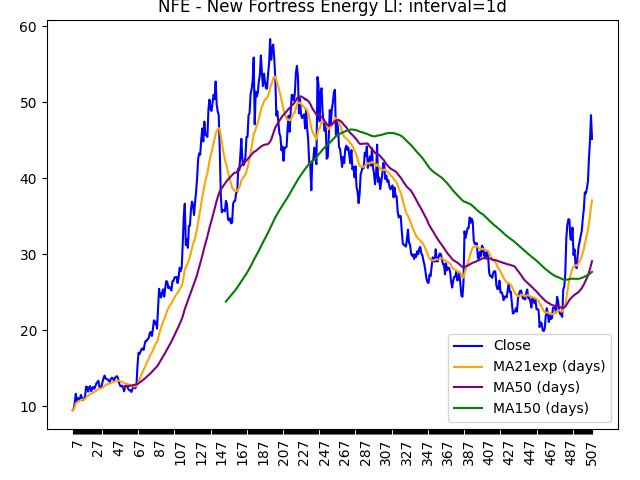 NFE - New Fortress Energy LI: interval=1d
60
50
40
30
20
10
Close
MA21exp (days)
MA50 (days)
MA150 (days)
7 27 47 67 87 107 127 147 167 187 207 227 247 267 287 307 327 347 367 387 407 427 447 467 487 507